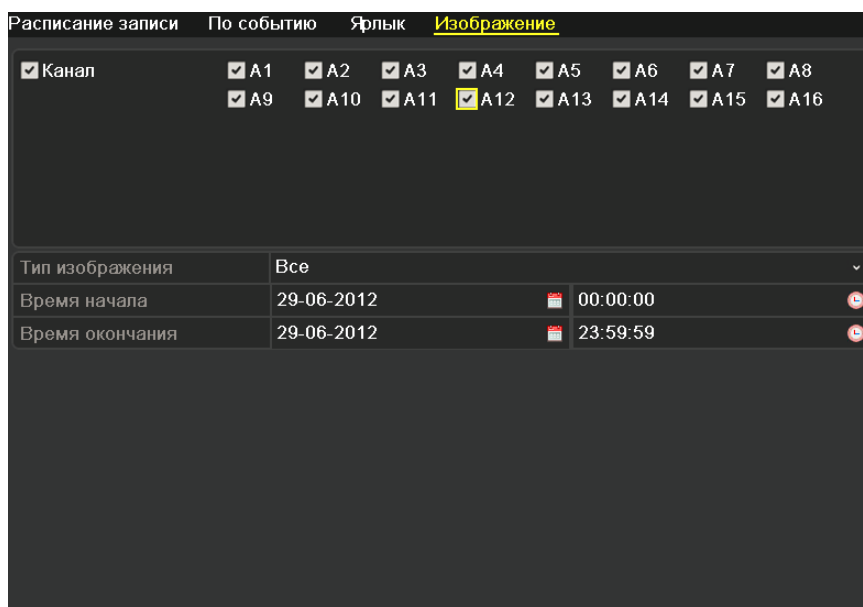 Расписание записи По событию Ярлык Изображение
Канал A1 A2 A3 A4 A5 A6 A7 A8
A9 A10 A11 A12 A13 A14 A15 A16
Тип изображения Все
Время начала 29-06-2012 00:00:00
Время окончания 29-06-2012 23:59:59